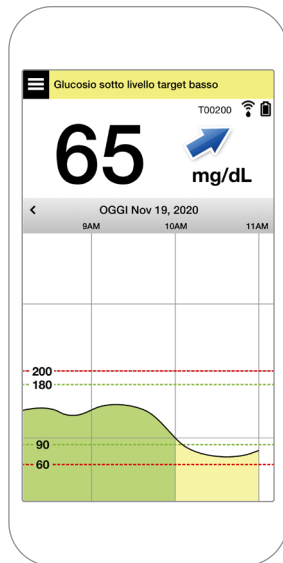 Glucosio sotto livello target basso
T00200
65
mg/dL
< OGGI Nov 19, 2020
9AM 10AM 11AM
200
180
90
60